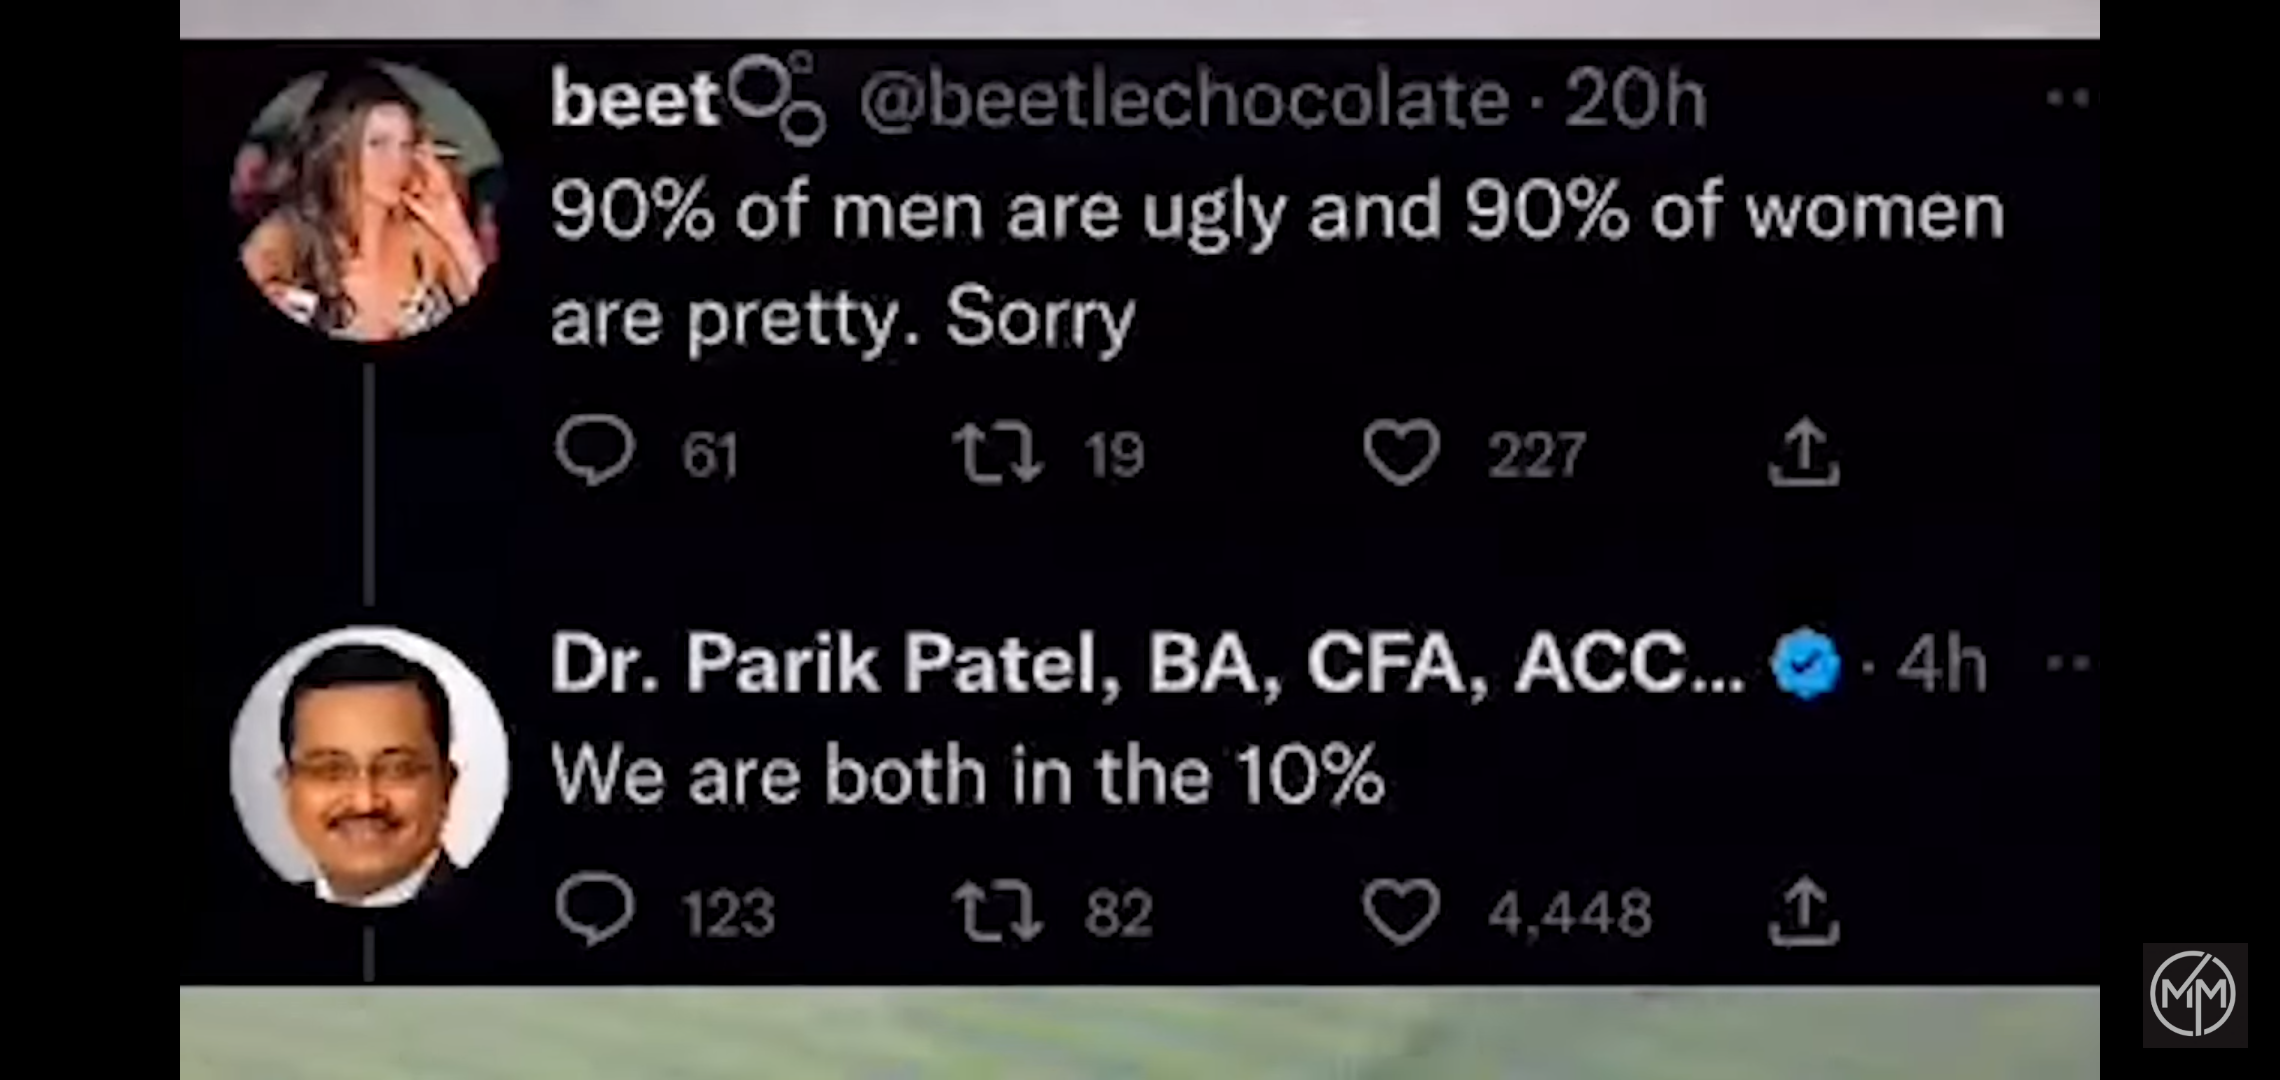 beet @beetlechocolate · 20h
90% of men are ugly and 90% of women
are pretty. Sorry
61 19 227
Dr. Parik Patel, BA, CFA, ACC... · 4h
We are both in the 10%
123 82 4,448
MM